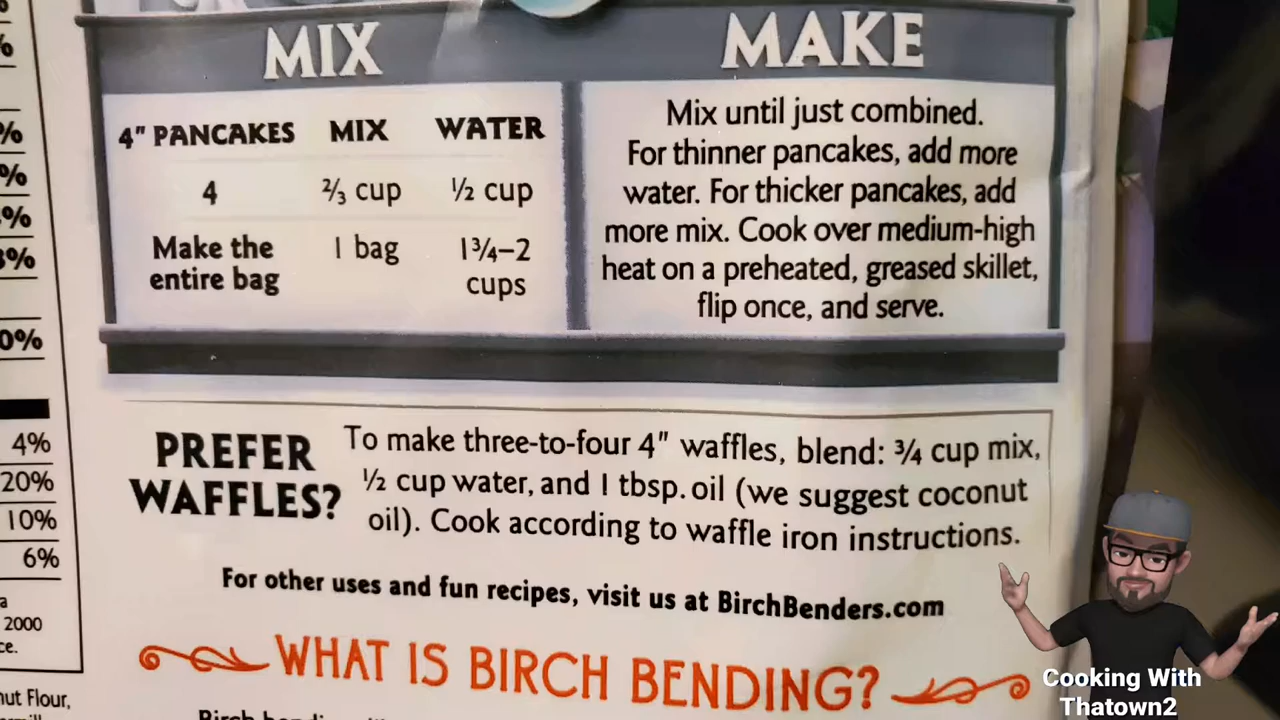 MIX
4" PANCAKES MIX WATER
4 ⅔ cup ½ cup
Make the entire bag 1 bag 1¾–2 cups
MAKE
Mix until just combined.
For thinner pancakes, add more
water. For thicker pancakes, add
more mix. Cook over medium-high
heat on a preheated, greased skillet,
flip once, and serve.
PREFER
WAFFLES?
To make three-to-four 4" waffles, blend: ¾ cup mix,
½ cup water, and 1 tbsp. oil (we suggest coconut
oil). Cook according to waffle iron instructions.
For other uses and fun recipes, visit us at BirchBenders.com
WHAT IS BIRCH BENDING?
0%
4%
20%
10%
6%
2000
Flour,
Cooking With
Thatown2